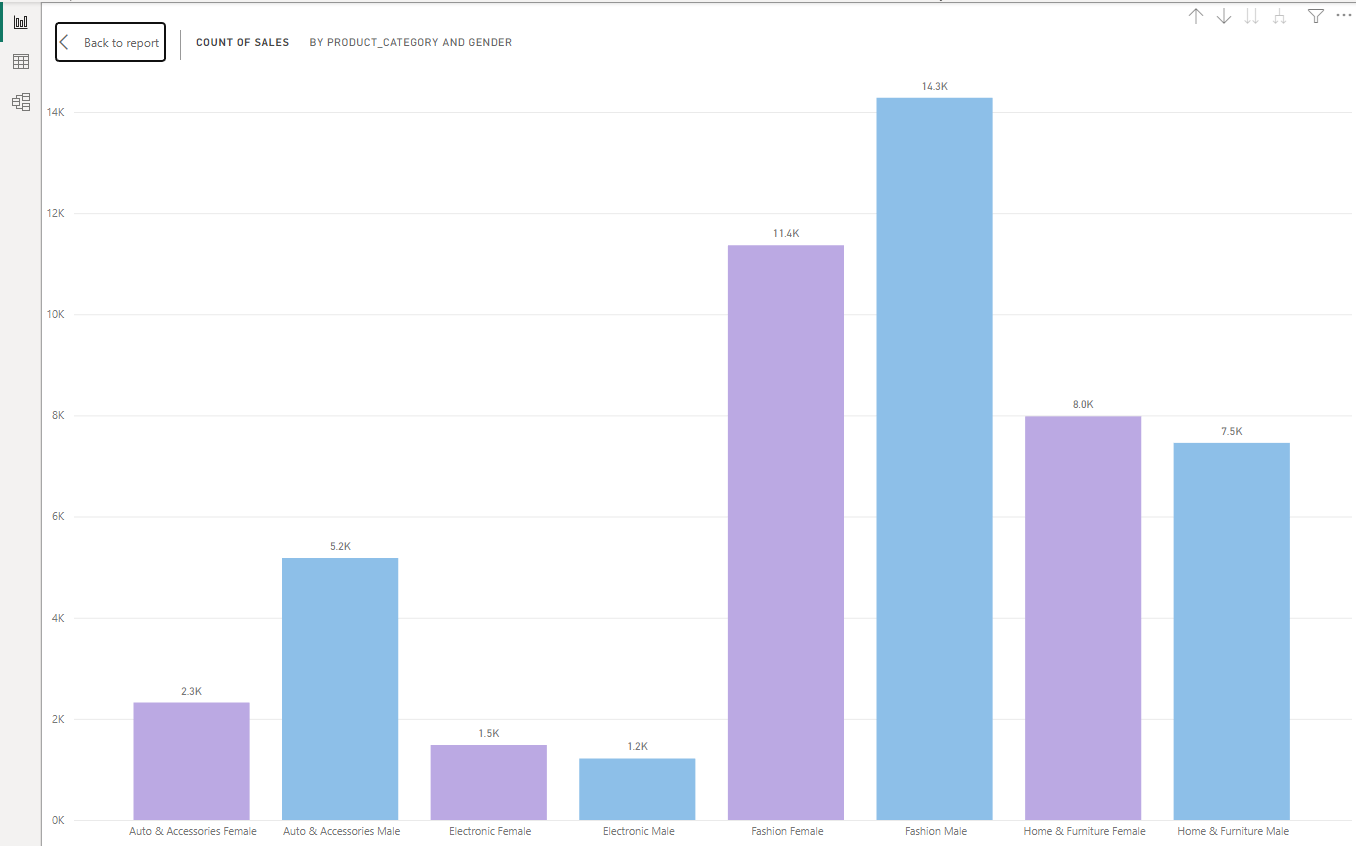 Back to report
COUNT OF SALES BY PRODUCT_CATEGORY AND GENDER
14K
12K
10K
8K
6K
4K
2K
0K
2.3K
5.2K
1.5K
1.2K
11.4K
14.3K
8.0K
7.5K
Auto & Accessories Female
Auto & Accessories Male
Electronic Female
Electronic Male
Fashion Female
Fashion Male
Home & Furniture Female
Home & Furniture Male